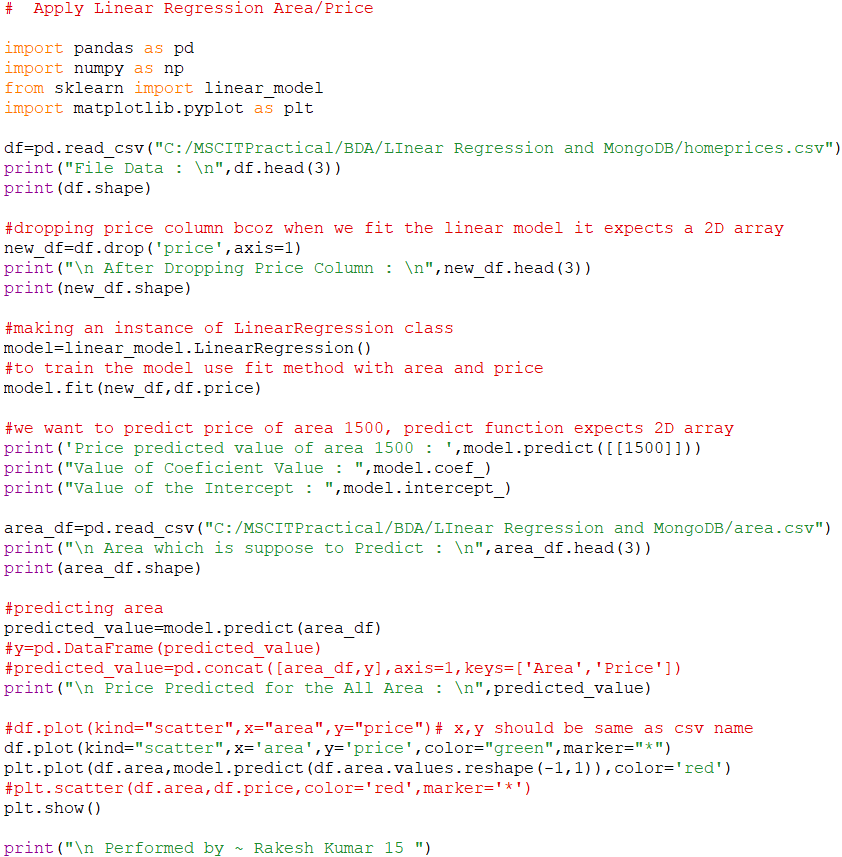 #  Apply Linear Regression Area/Price
import pandas as pd
import numpy as np
from sklearn import linear_model
import matplotlib.pyplot as plt
df=pd.read_csv("C:/MSCITPractical/BDA/LInear Regression and MongoDB/homeprices.csv")
print("File Data : \n",df.head(3))
print(df.shape)
#dropping price column bcoz when we fit the linear model it expects a 2D array
new_df=df.drop('price',axis=1)
print("\n After Dropping Price Column : \n",new_df.head(3))
print(new_df.shape)
#making an instance of LinearRegression class
model=linear_model.LinearRegression()
#to train the model use fit method with area and price
model.fit(new_df,df.price)
#we want to predict price of area 1500, predict function expects 2D array
print('Price predicted value of area 1500 : ',model.predict([[1500]]))
print("Value of Coeficient Value : ",model.coef_)
print("Value of the Intercept : ",model.intercept_)
area_df=pd.read_csv("C:/MSCITPractical/BDA/LInear Regression and MongoDB/area.csv")
print("\n Area which is suppose to Predict : \n",area_df.head(3))
print(area_df.shape)
#predicting area
predicted_value=model.predict(area_df)
#y=pd.DataFrame(predicted_value)
#predicted_value=pd.concat([area_df,y],axis=1,keys=['Area','Price'])
print("\n Price Predicted for the All Area : \n",predicted_value)
#df.plot(kind="scatter",x="area",y="price")# x,y should be same as csv name
df.plot(kind="scatter",x='area',y='price',color="green",marker="*")
plt.plot(df.area,model.predict(df.area.values.reshape(-1,1)),color='red')
#plt.scatter(df.area,df.price,color='red',marker='*')
plt.show()
print("\n Performed by ~ Rakesh Kumar 15 ")